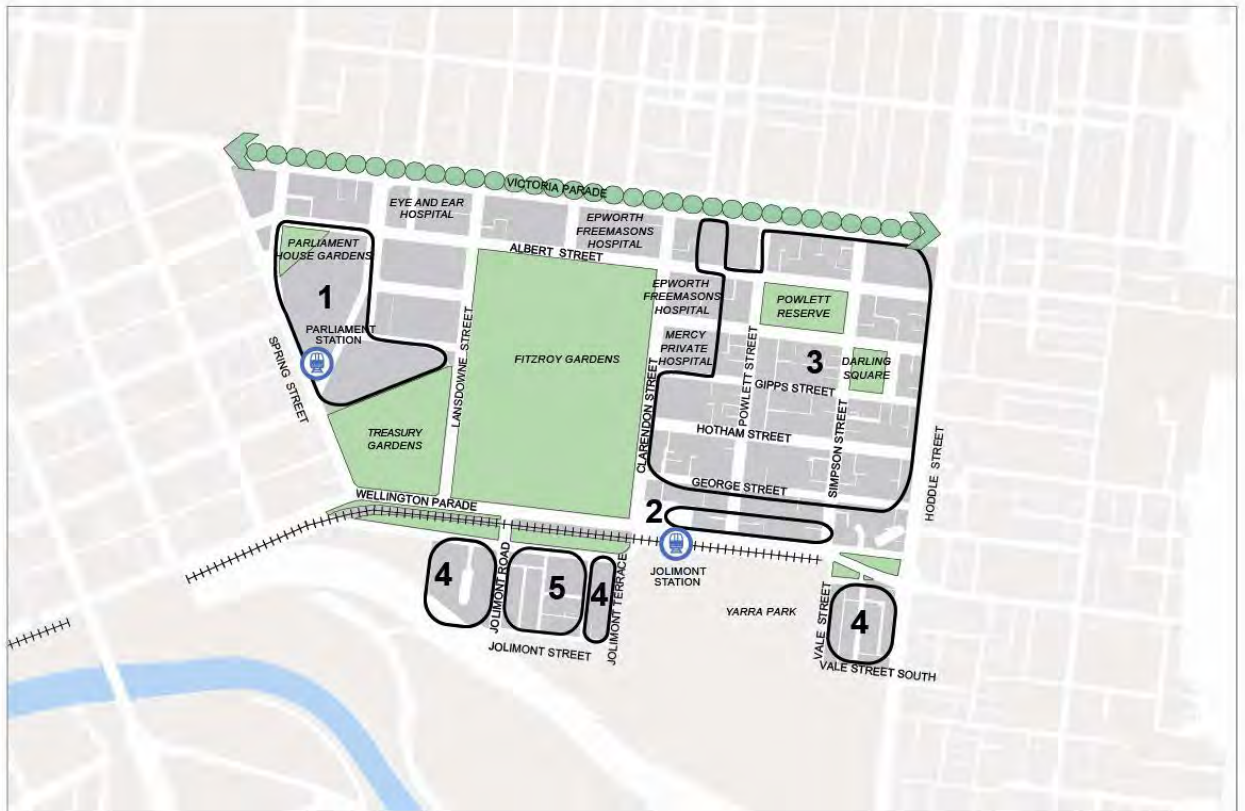 VICTORIA PARADE
EYE AND EAR
HOSPITAL
EPWORTH
FREEMASONS
HOSPITAL
ALBERT STREET
PARLIAMENT
HOUSE GARDENS
1
PARLIAMENT
STATION
SPRING STREET
LANSDOWNE STREET
FITZROY GARDENS
EPWORTH
FREEMASONS
HOSPITAL
MERCY
PRIVATE
HOSPITAL
CLARENDON STREET
POWLETT
RESERVE
POWLETT STREET
3
DARLING
SQUARE
GIPPS STREET
SIMPSON STREET
HOTHAM STREET
HODDLE STREET
TREASURY
GARDENS
GEORGE STREET
WELLINGTON PARADE
2
JOLIMONT
STATION
4
JOLIMONT ROAD
5
4
JOLIMONT TERRACE
JOLIMONT STREET
YARRA PARK
VALE STREET
4
VALE STREET SOUTH